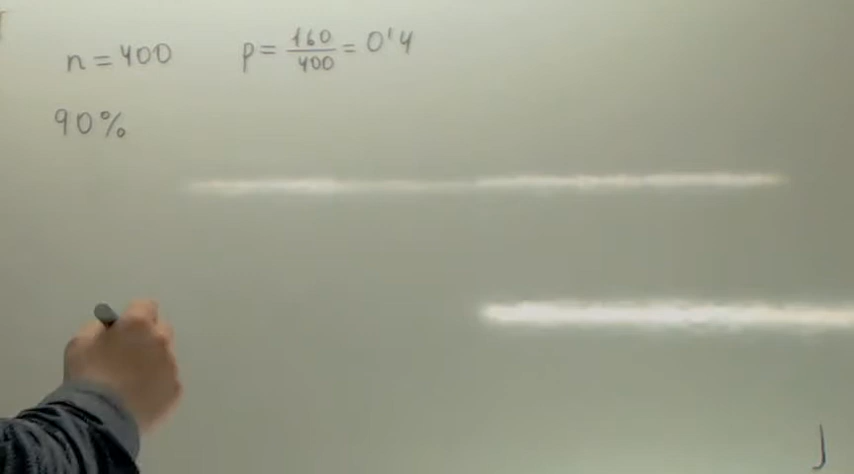 n = 400 p = 160/400 = 0'4
90%